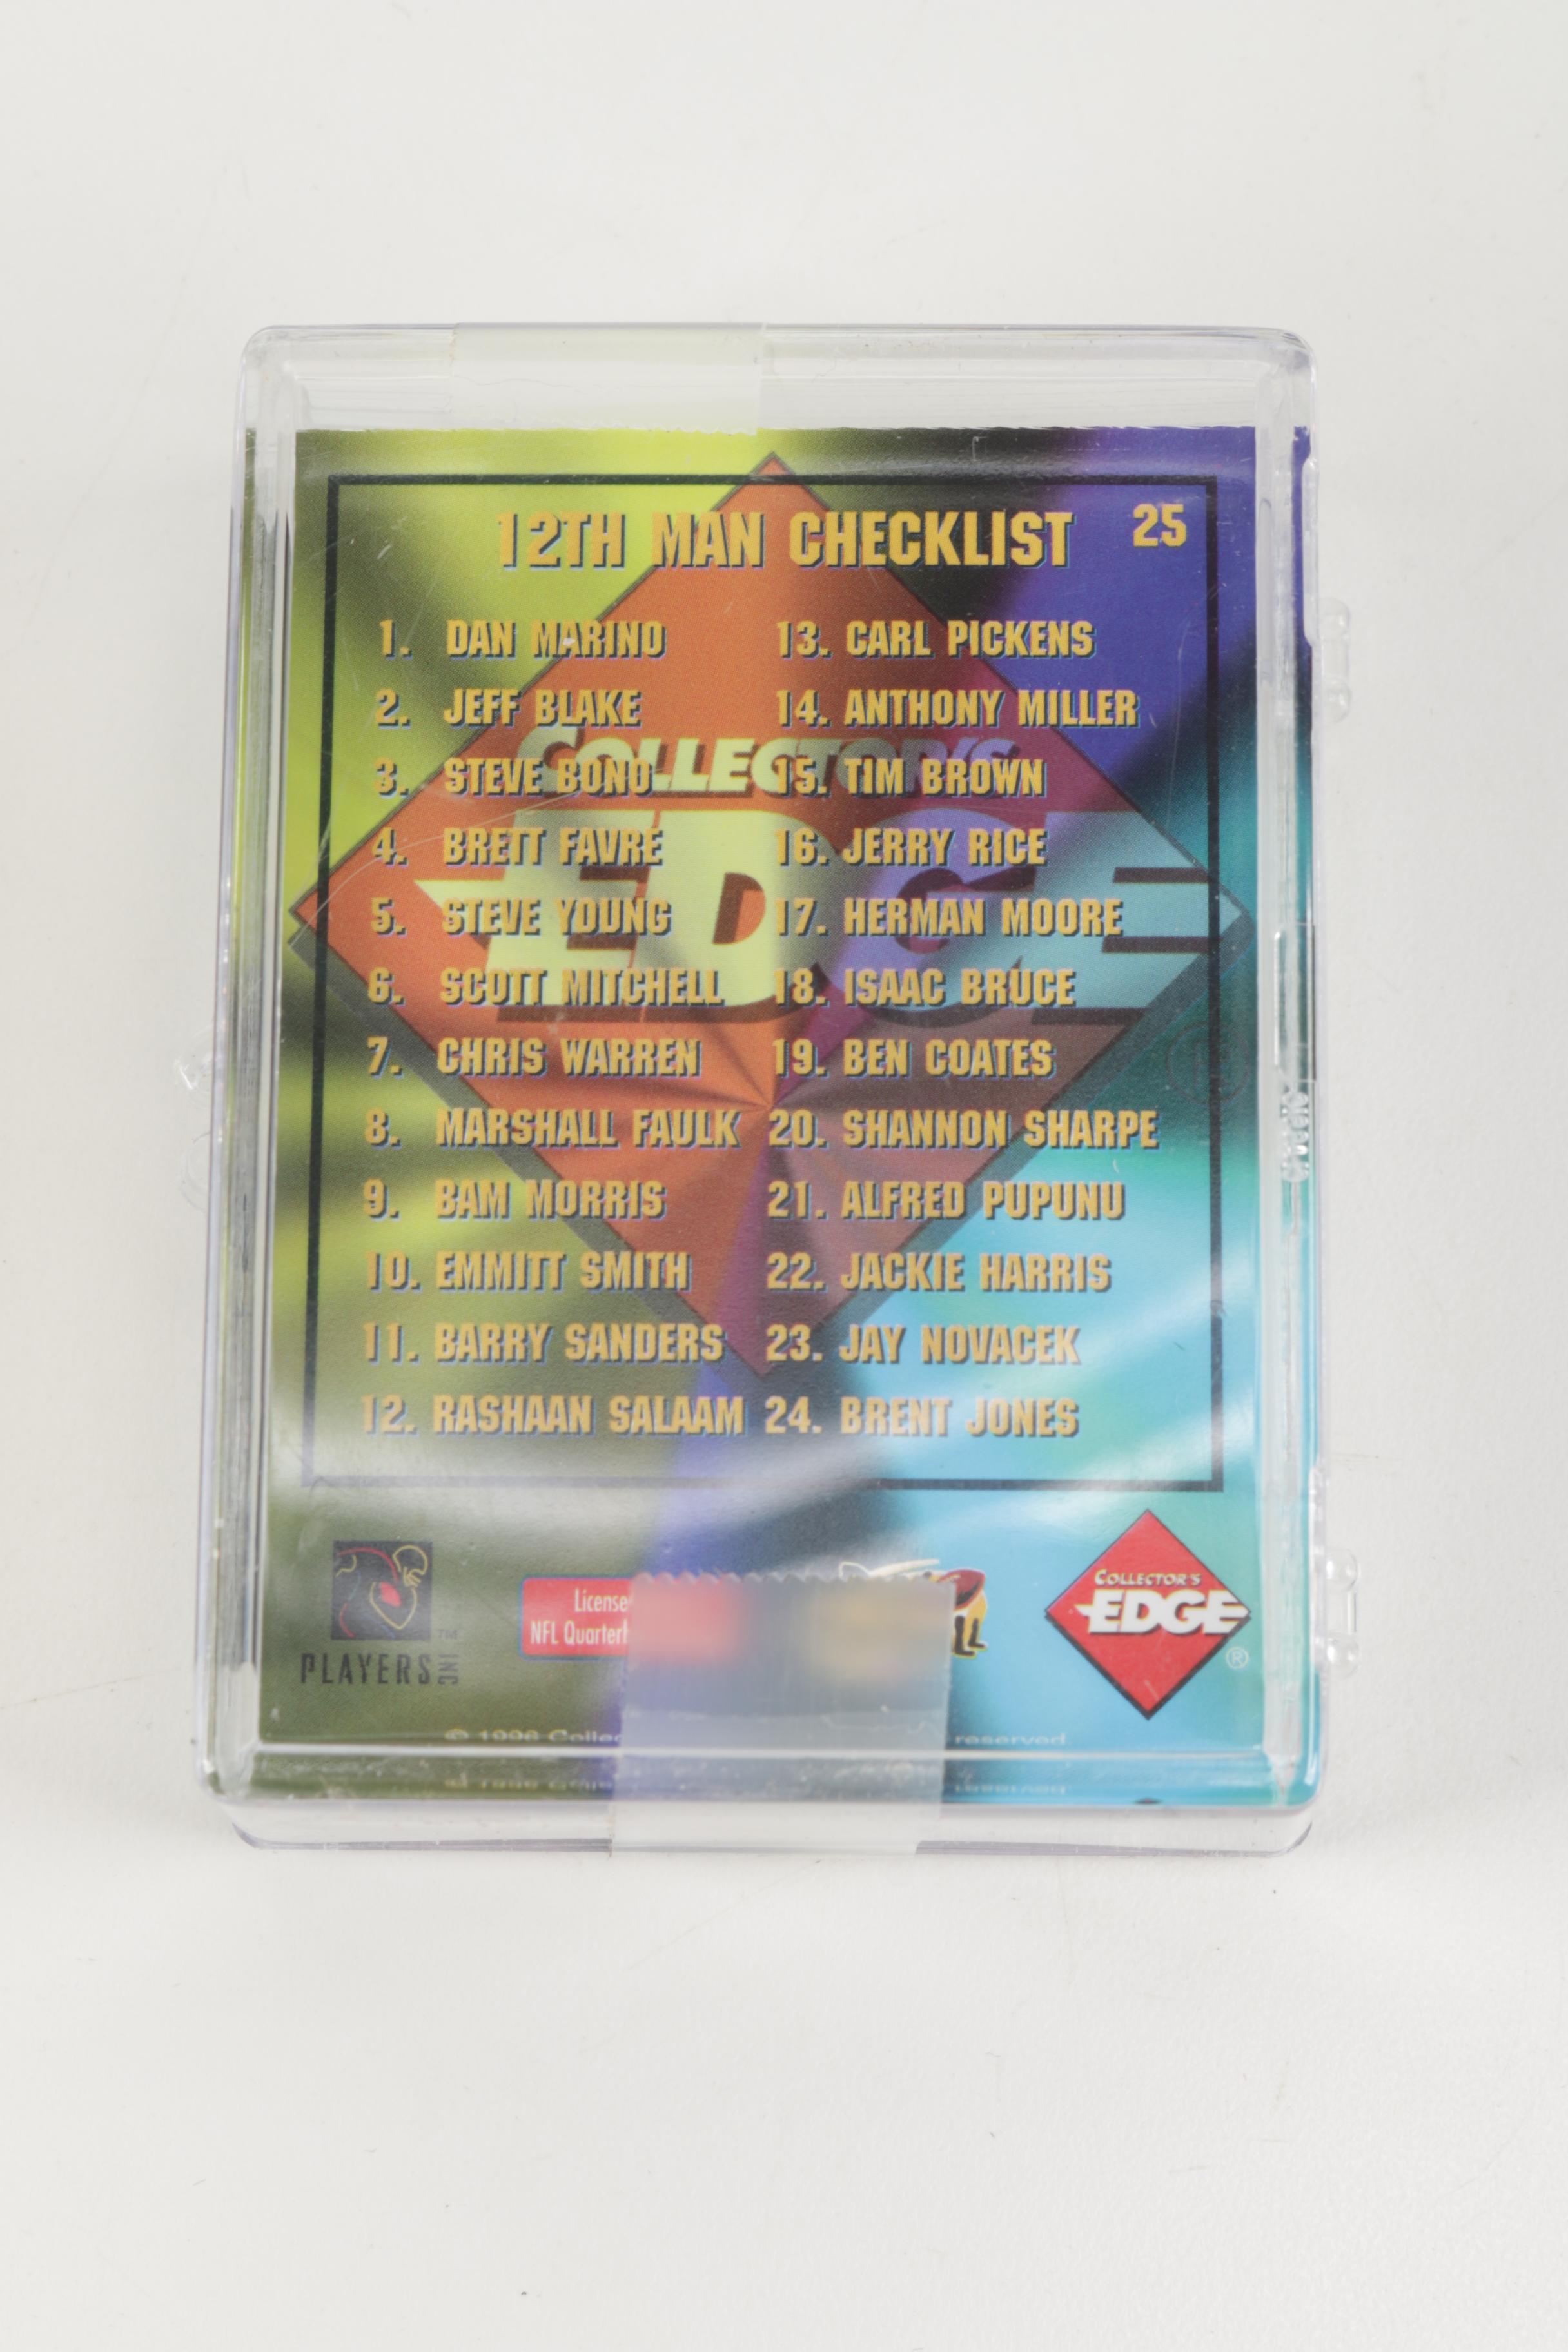 12TH MAN CHECKLIST 25
1. DAN MARINO
2. JEFF BLAKE
3. STEVE BONO
4. BRETT FAVRE
5. STEVE YOUNG
6. SCOTT MITCHELL
7. CHRIS WARREN
8. MARSHALL FAULK
9. BAM MORRIS
10. EMMITT SMITH
11. BARRY SANDERS
12. RASHAAN SALAAM
13. CARL PICKENS
14. ANTHONY MILLER
15. TIM BROWN
16. JERRY RICE
17. HERMAN MOORE
18. ISAAC BRUCE
19. BEN COATES
20. SHANNON SHARPE
21. ALFRED PUPUNU
22. JACKIE HARRIS
23. JAY NOVACEK
24. BRENT JONES
COLLECTOR'S
EDGE
PLAYERS INC
TM
NFL
COLLECTOR'S
EDGE
®
© 1996 reserved.